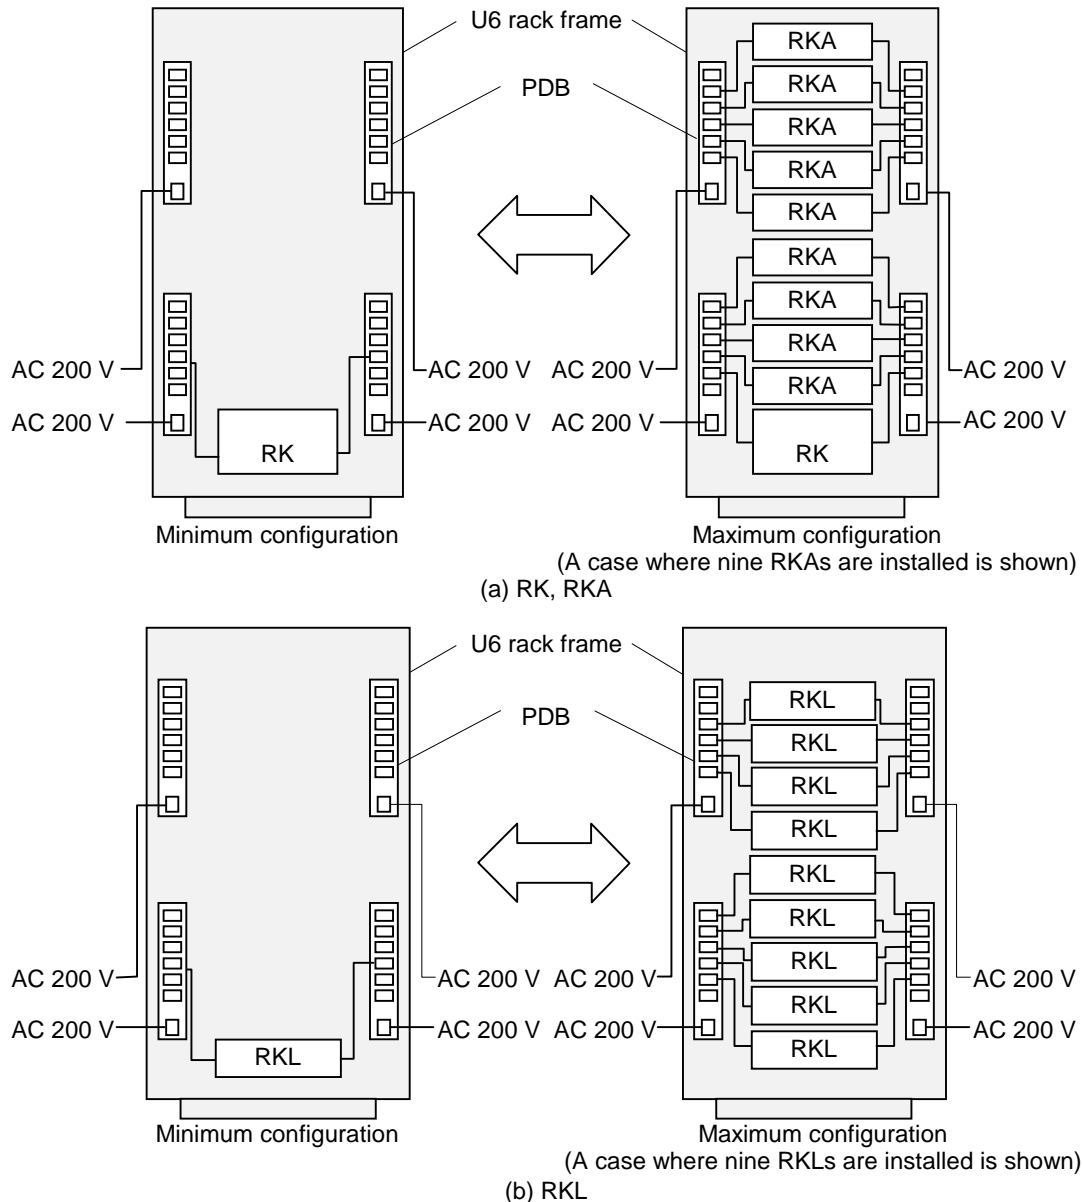 U6 rack frame
PDB
RKA
RKA
RKA
RKA
RKA
RKA
RKA
RKA
RKA
RK
RK
AC 200 V
AC 200 V
AC 200 V
AC 200 V
AC 200 V
AC 200 V
AC 200 V
AC 200 V
Minimum configuration
Maximum configuration
(A case where nine RKAs are installed is shown)
(a) RK, RKA
U6 rack frame
PDB
RKL
RKL
RKL
RKL
RKL
RKL
RKL
RKL
RKL
RKL
AC 200 V
AC 200 V
AC 200 V
AC 200 V
AC 200 V
AC 200 V
AC 200 V
AC 200 V
Minimum configuration
Maximum configuration
(A case where nine RKLs are installed is shown)
(b) RKL